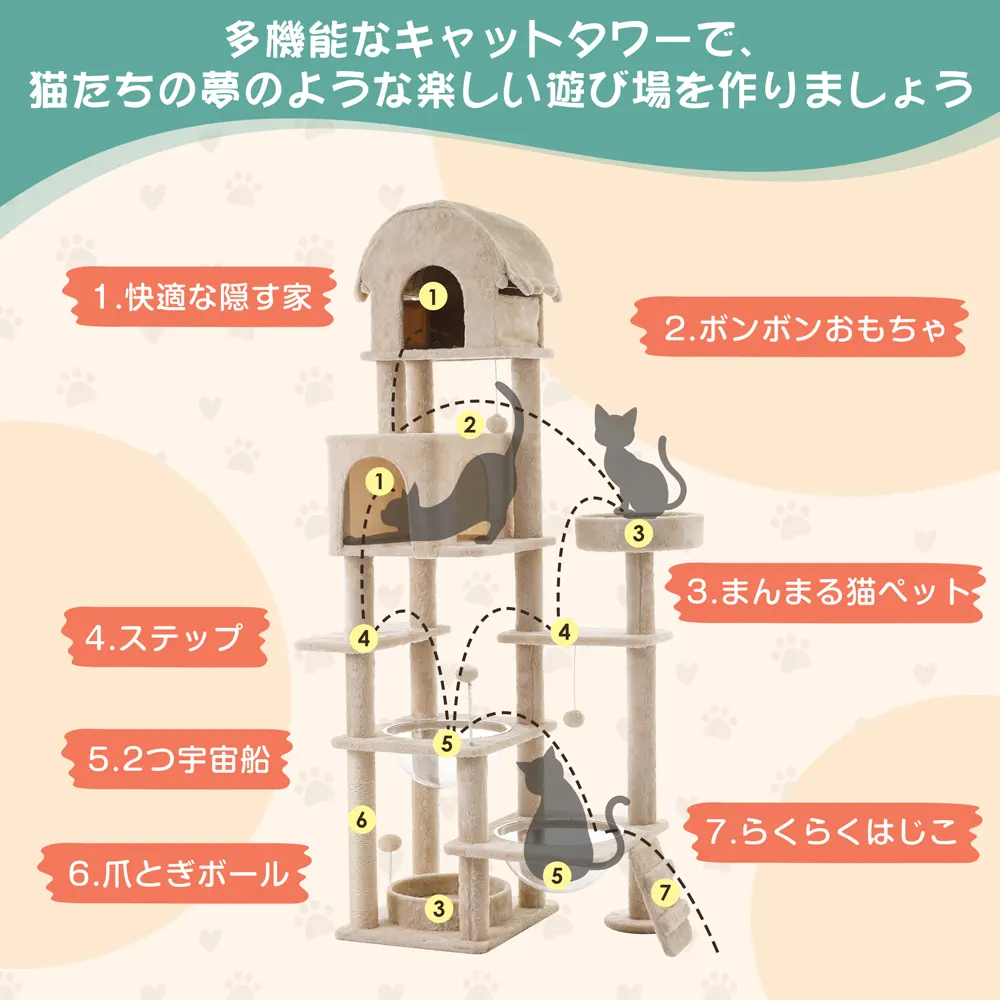 多機能なキャットタワーで、
猫たちの夢のような楽しい遊び場を作りましょう
1.快適な隠す家
1
2.ボンボンおもちゃ
2
1
3
3.まんまる猫ペット
4.ステップ
4
4
5.2つ宇宙船
5
6
7.らくらくはじこ
6.爪とぎボール
5
7
3